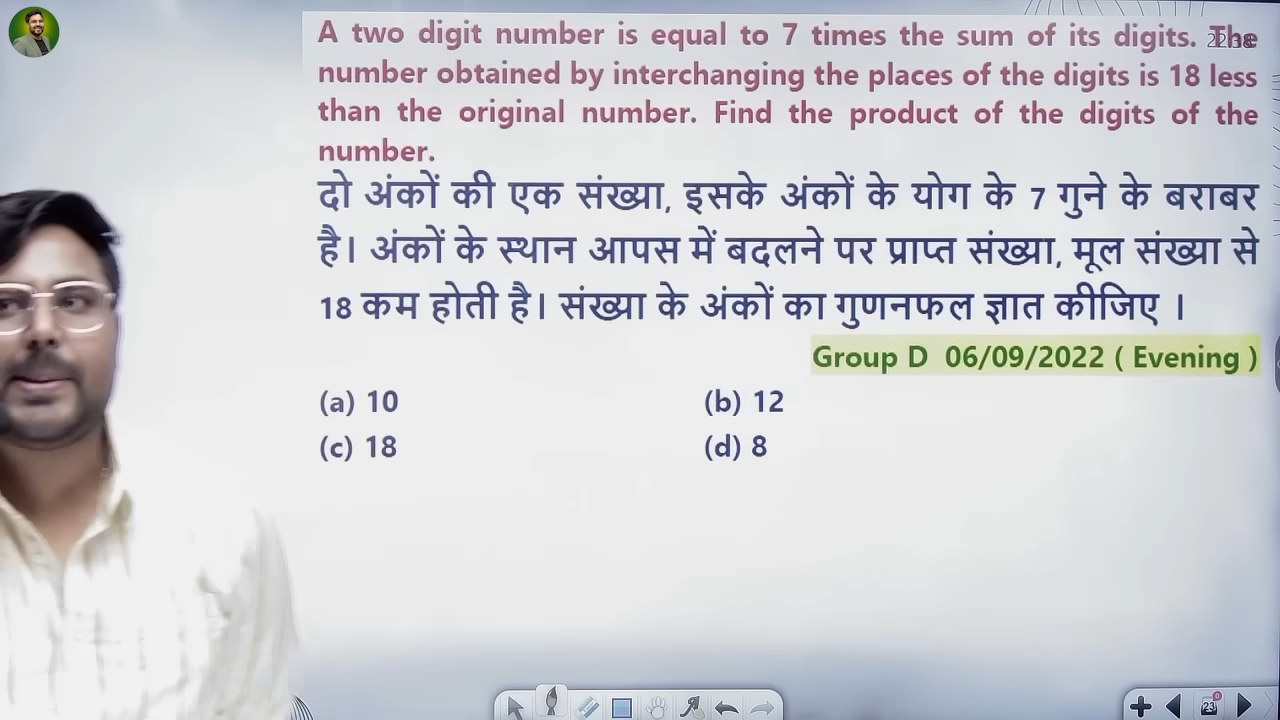 A two digit number is equal to 7 times the sum of its digits. The
number obtained by interchanging the places of the digits is 18 less
than the original number. Find the product of the digits of the
number.
दो अंकों की एक संख्या, इसके अंकों के योग के 7 गुने के बराबर
है। अंकों के स्थान आपस में बदलने पर प्राप्त संख्या, मूल संख्या से
18 कम होती है। संख्या के अंकों का गुणनफल ज्ञात कीजिए ।
Group D 06/09/2022 ( Evening )
(a) 10 (b) 12
(c) 18 (d) 8
23